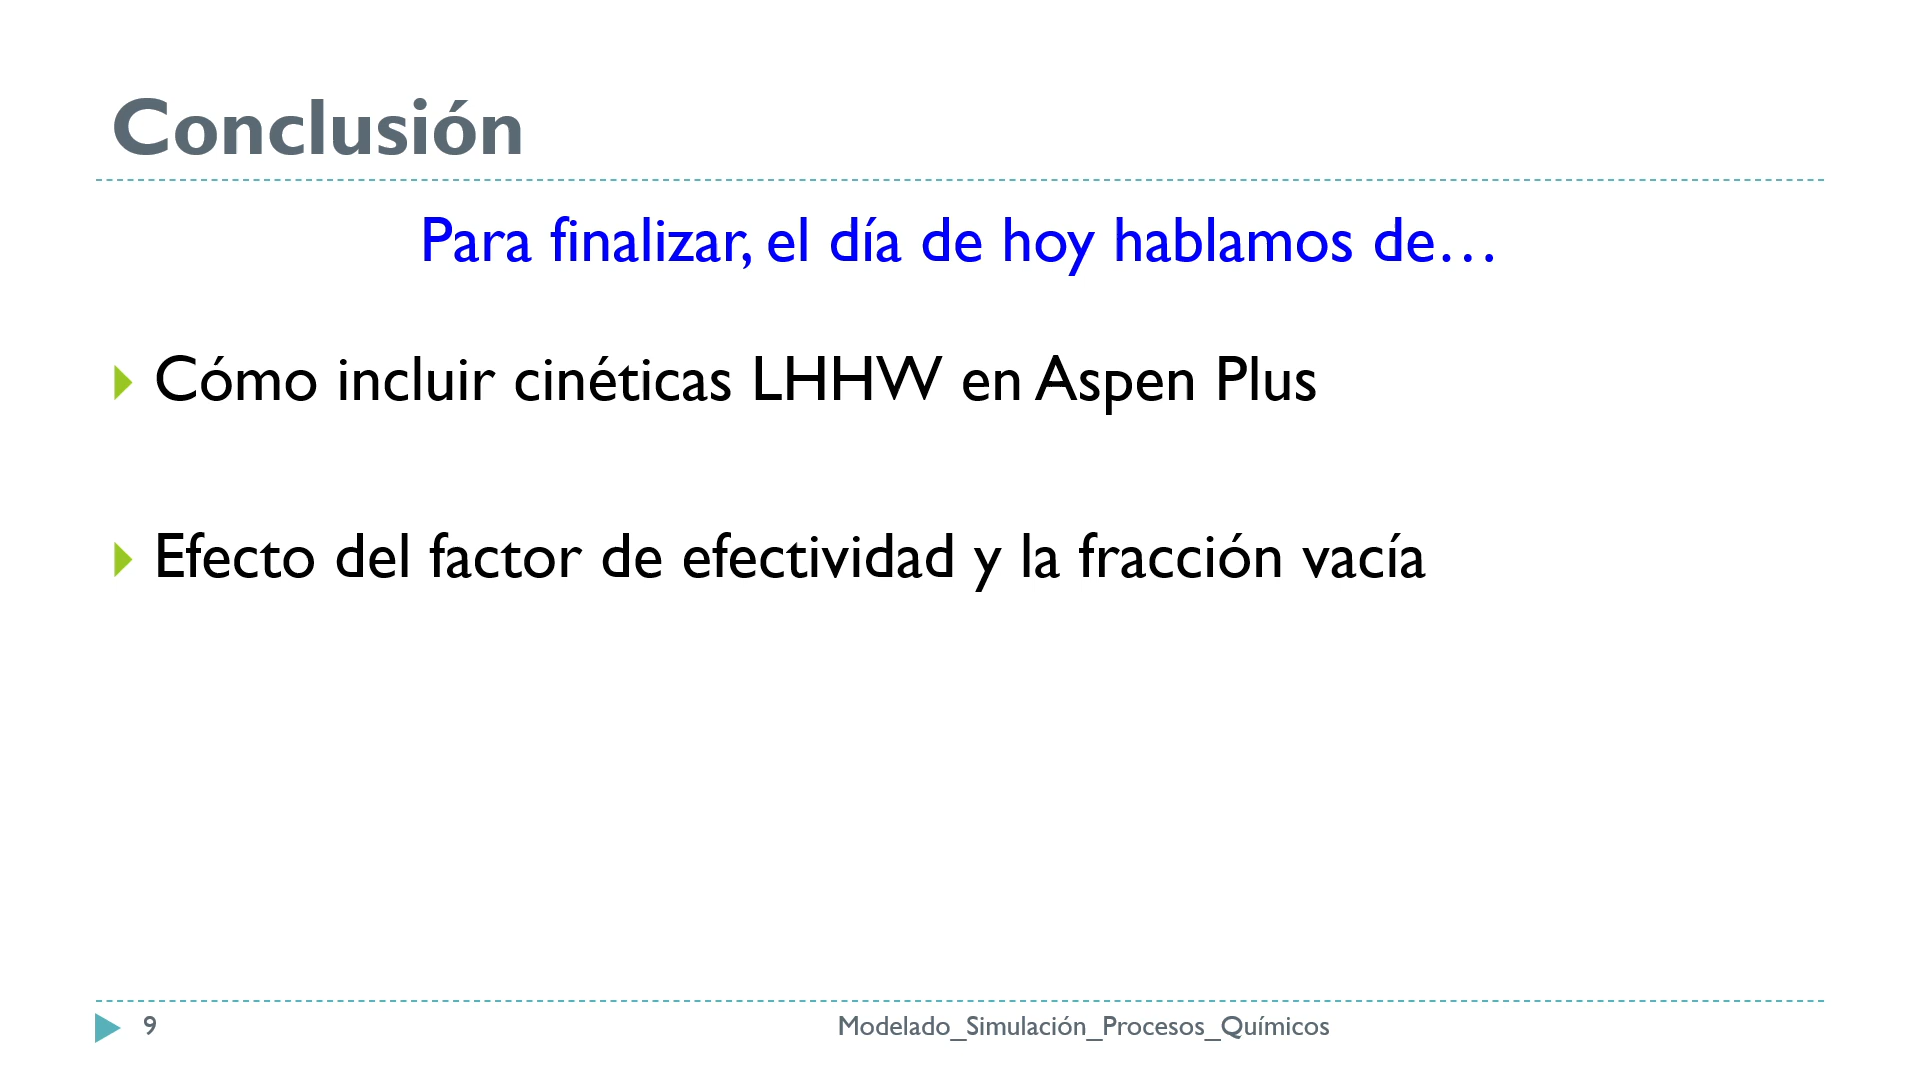 Conclusión
Para finalizar, el día de hoy hablamos de…
Cómo incluir cinéticas LHHW en Aspen Plus
Efecto del factor de efectividad y la fracción vacía
9
Modelado_Simulación_Procesos_Químicos